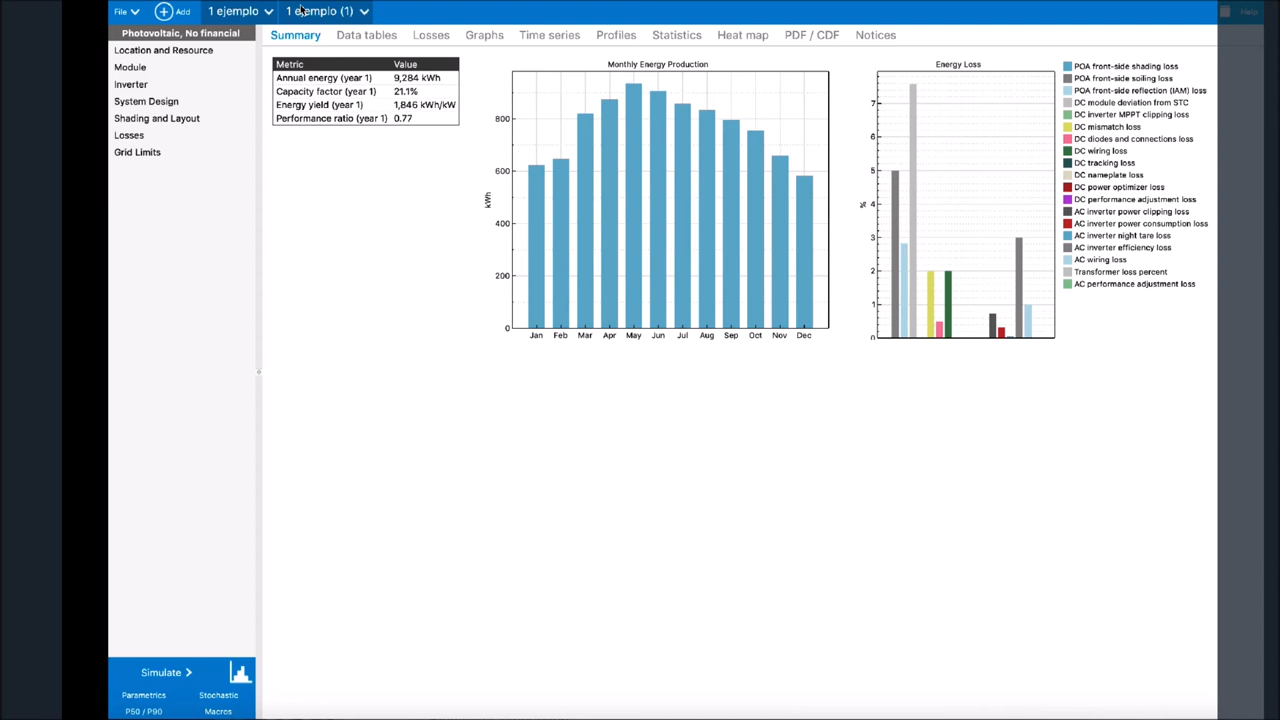 File
Add
1 ejemplo
1 ejemplo (1)
Help
Photovoltaic, No financial
Location and Resource
Module
Inverter
System Design
Shading and Layout
Losses
Grid Limits
Simulate >
Parametrics
Stochastic
P50 / P90
Macros
Summary
Data tables
Losses
Graphs
Time series
Profiles
Statistics
Heat map
PDF / CDF
Notices
Metric Value
Annual energy (year 1) 9,284 kWh
Capacity factor (year 1) 21.1%
Energy yield (year 1) 1,846 kWh/kW
Performance ratio (year 1) 0.77
Monthly Energy Production
kWh
800
600
400
200
0
Jan Feb Mar Apr May Jun Jul Aug Sep Oct Nov Dec
Energy Loss
%
7
6
5
4
3
2
1
0
POA front-side shading loss
POA front-side soiling loss
POA front-side reflection (IAM) loss
DC module deviation from STC
DC inverter MPPT clipping loss
DC mismatch loss
DC diodes and connections loss
DC wiring loss
DC tracking loss
DC nameplate loss
DC power optimizer loss
DC performance adjustment loss
AC inverter power clipping loss
AC inverter power consumption loss
AC inverter night tare loss
AC inverter efficiency loss
AC wiring loss
Transformer loss percent
AC performance adjustment loss